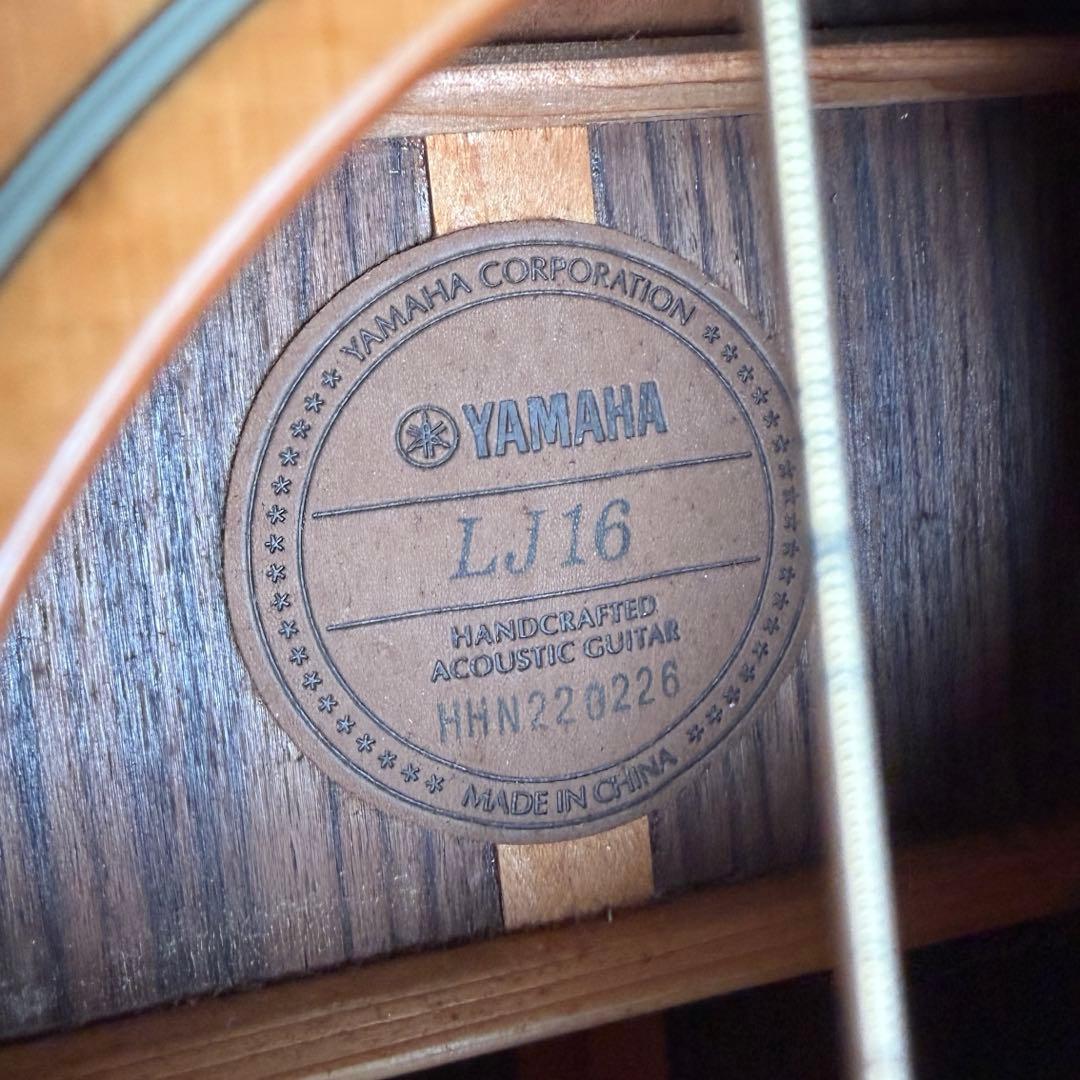 YAMAHA CORPORATION
YAMAHA
LJ16
HANDCRAFTED
ACOUSTIC GUITAR
HHN220226
MADE IN CHINA